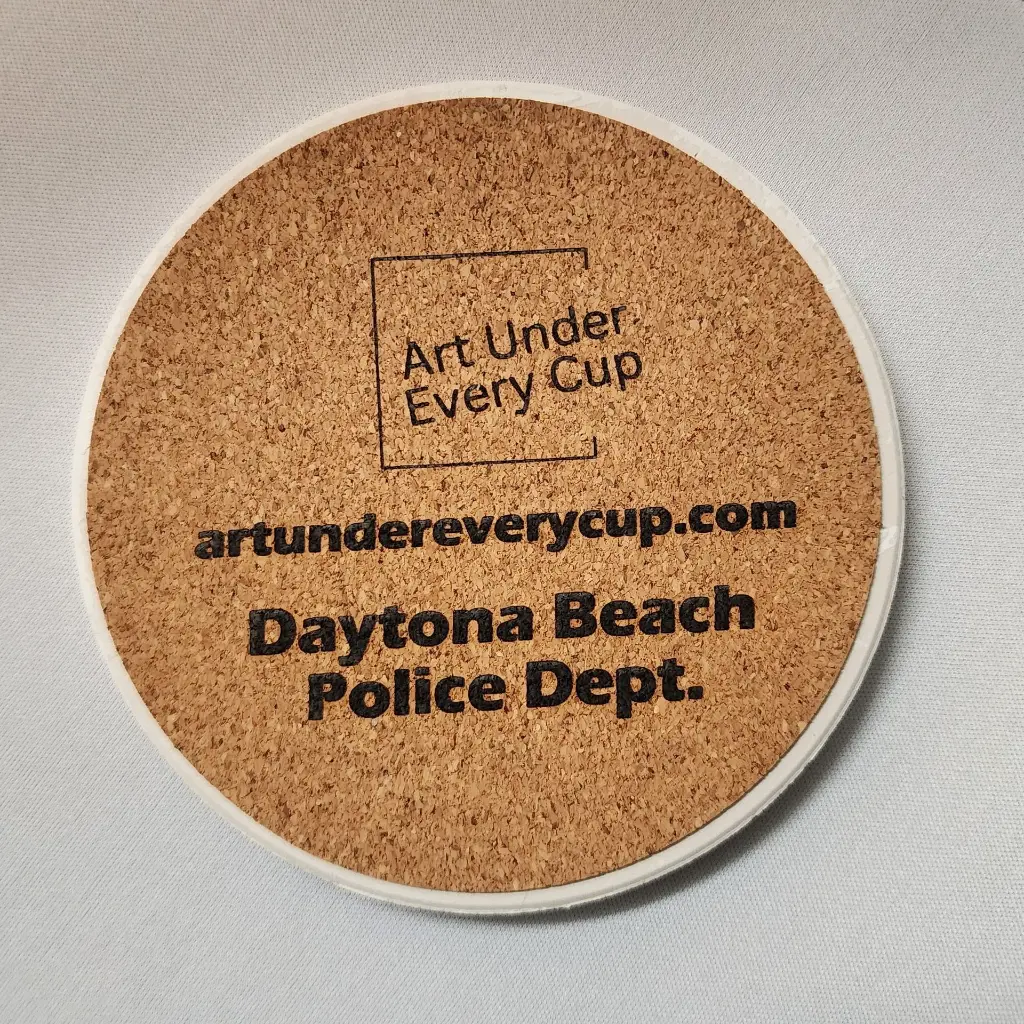 Art Under
Every Cup
artundereverycup.com
Daytona Beach
Police Dept.